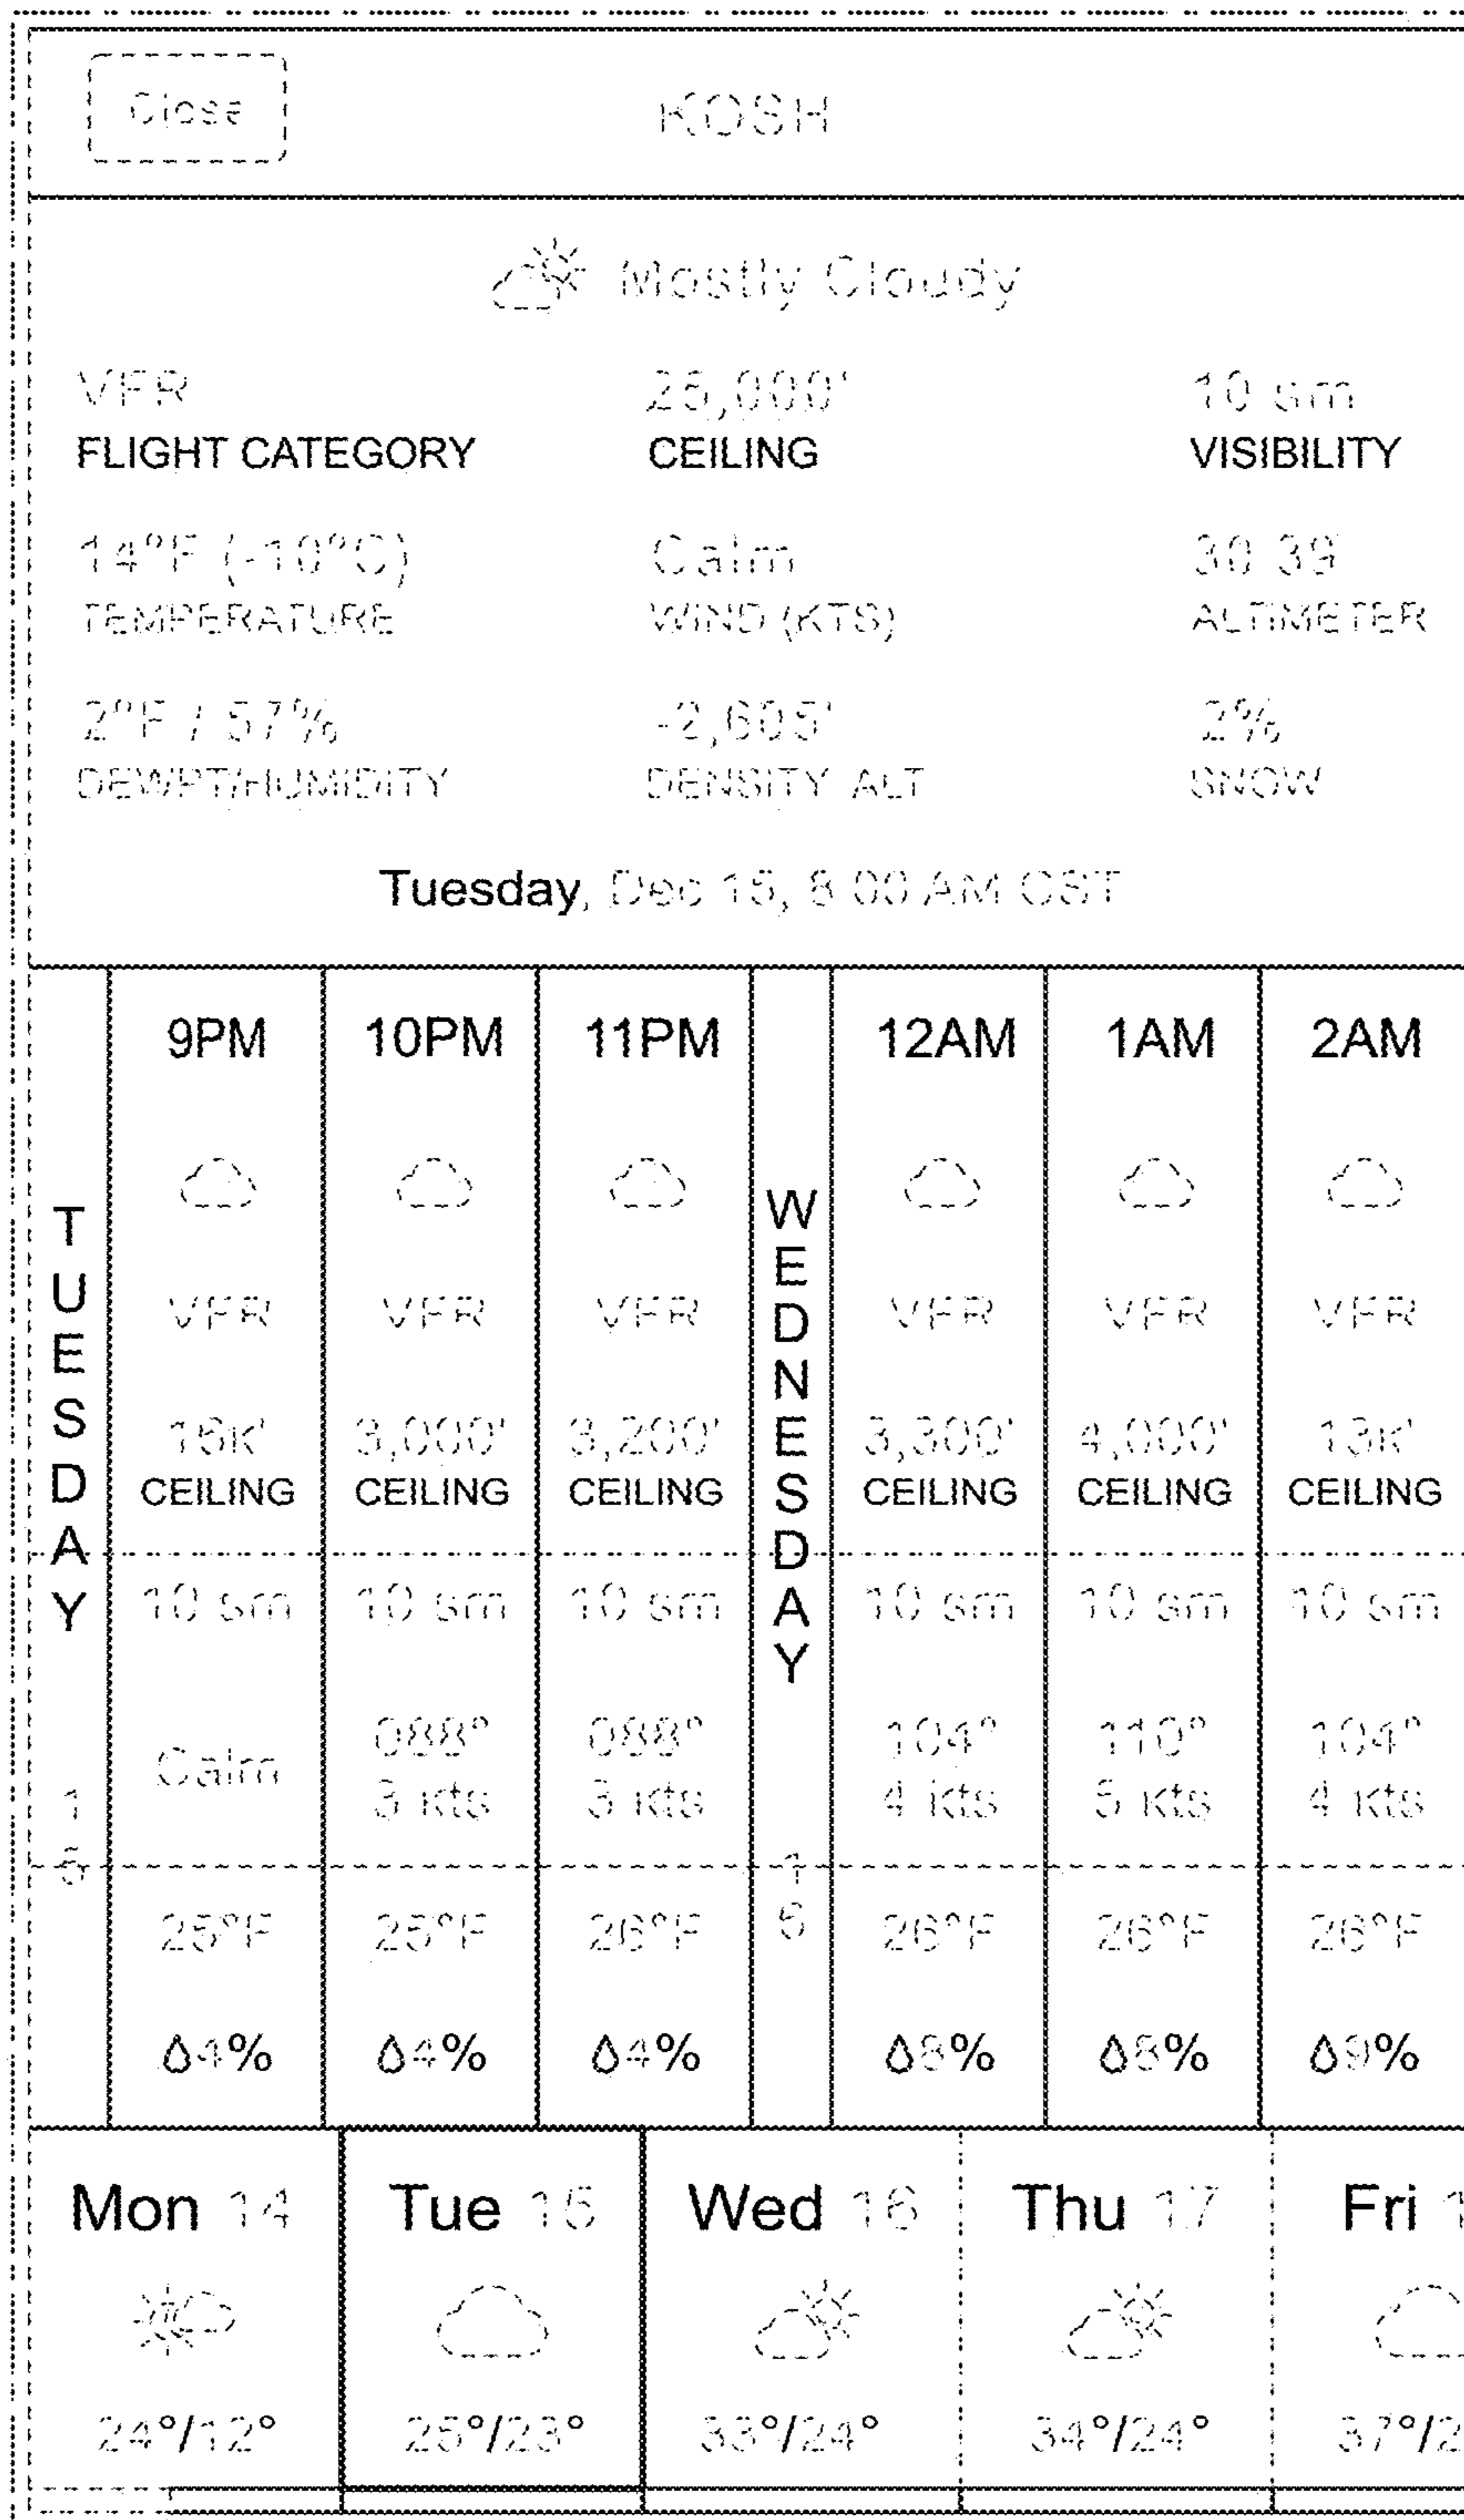 Close KOSH
Mostly Cloudy
VFR 25,000' 10 sm
FLIGHT CATEGORY CEILING VISIBILITY
14°F (-10°C) Calm 30.39
TEMPERATURE WIND (KTS) ALTIMETER
2°F / 57% -2,605' 2%
DEWPT/HUMIDITY DENSITY ALT SNOW
Tuesday, Dec 15, 8:00 AM CST
9PM 10PM 11PM 12AM 1AM 2AM
TUESDAY
WEDNESDAY
VFR VFR VFR VFR VFR VFR
15K' 3,000' 3,200' 3,300' 4,000' 13K'
CEILING CEILING CEILING CEILING CEILING CEILING
10 sm 10 sm 10 sm 10 sm 10 sm 10 sm
Calm 088° 088° 104° 110° 104°
3 kts 3 kts 4 kts 5 kts 4 kts
15
16
25°F 25°F 26°F 26°F 26°F 26°F
4% 4% 4% 8% 8% 9%
Mon 14 Tue 15 Wed 16 Thu 17 Fri 1
24°/12° 25°/23° 33°/24° 34°/24° 37°/2